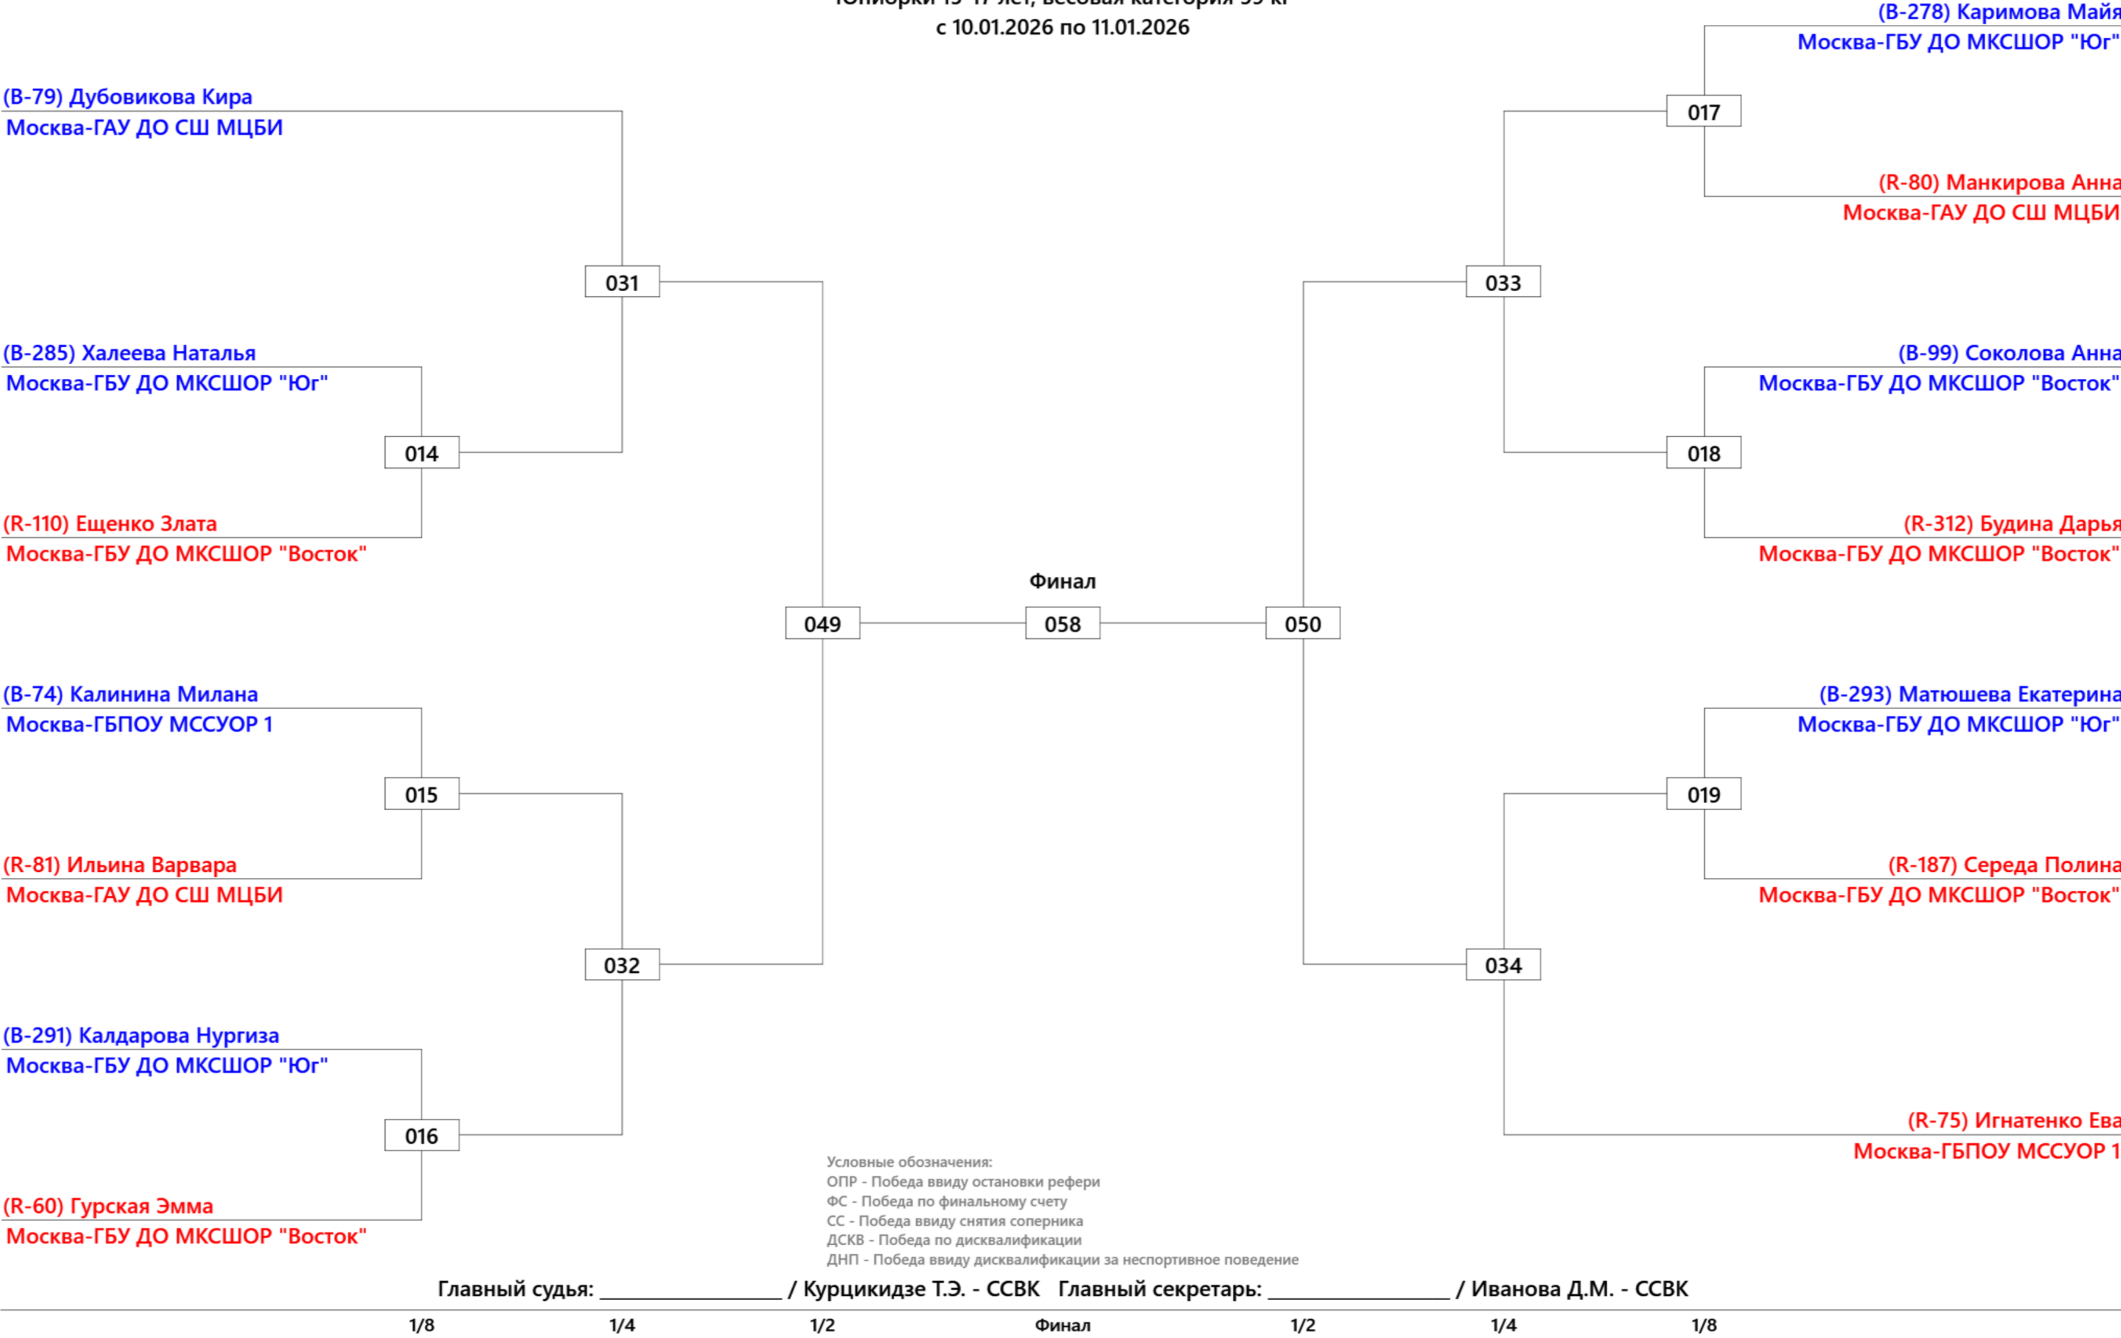 с 10.01.2026 по 11.01.2026
(B-79) Дубовикова Кира
Москва-ГАУ ДО СШ МЦБИ
031
(B-285) Халеева Наталья
Москва-ГБУ ДО МКСШОР "Юг"
014
(R-110) Ещенко Злата
Москва-ГБУ ДО МКСШОР "Восток"
049
(B-74) Калинина Милана
Москва-ГБПОУ МССУОР 1
015
(R-81) Ильина Варвара
Москва-ГАУ ДО СШ МЦБИ
032
(B-291) Калдарова Нургиза
Москва-ГБУ ДО МКСШОР "Юг"
016
(R-60) Гурская Эмма
Москва-ГБУ ДО МКСШОР "Восток"
Финал
058
(B-278) Каримова Майя
Москва-ГБУ ДО МКСШОР "Юг"
017
(R-80) Манкирова Анна
Москва-ГАУ ДО СШ МЦБИ
033
(B-99) Соколова Анна
Москва-ГБУ ДО МКСШОР "Восток"
018
(R-312) Будина Дарья
Москва-ГБУ ДО МКСШОР "Восток"
050
(B-293) Матюшева Екатерина
Москва-ГБУ ДО МКСШОР "Юг"
019
(R-187) Середа Полина
Москва-ГБУ ДО МКСШОР "Восток"
034
(R-75) Игнатенко Ева
Москва-ГБПОУ МССУОР 1
Условные обозначения:
ОПР - Победа ввиду остановки рефери
ФС - Победа по финальному счету
СС - Победа ввиду снятия соперника
ДСКВ - Победа по дисквалификации
ДНП - Победа ввиду дисквалификации за неспортивное поведение
Главный судья: _________________ / Курцикидзе Т.Э. - ССВК Главный секретарь: _________________ / Иванова Д.М. - ССВК
1/8 1/4 1/2 Финал 1/2 1/4 1/8